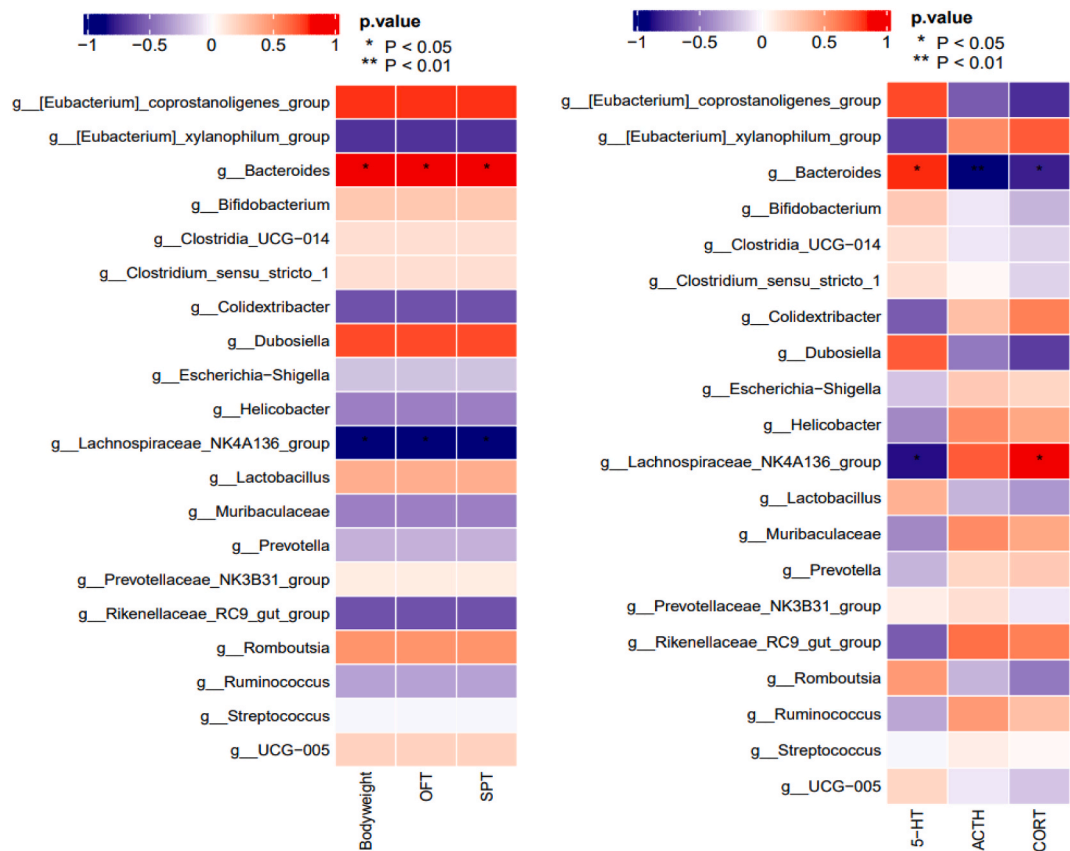 p.value
−1 −0.5 0 0.5 1
* P < 0.05
** P < 0.01
g__[Eubacterium]_coprostanoligenes_group
g__[Eubacterium]_xylanophilum_group
g__Bacteroides * * *
g__Bifidobacterium
g__Clostridia_UCG−014
g__Clostridium_sensu_stricto_1
g__Colidextribacter
g__Dubosiella
g__Escherichia−Shigella
g__Helicobacter
g__Lachnospiraceae_NK4A136_group * * *
g__Lactobacillus
g__Muribaculaceae
g__Prevotella
g__Prevotellaceae_NK3B31_group
g__Rikenellaceae_RC9_gut_group
g__Romboutsia
g__Ruminococcus
g__Streptococcus
g__UCG−005
Bodyweight
OFT
SPT
p.value
−1 −0.5 0 0.5 1
* P < 0.05
** P < 0.01
g__[Eubacterium]_coprostanoligenes_group
g__[Eubacterium]_xylanophilum_group
g__Bacteroides * ** *
g__Bifidobacterium
g__Clostridia_UCG−014
g__Clostridium_sensu_stricto_1
g__Colidextribacter
g__Dubosiella
g__Escherichia−Shigella
g__Helicobacter
g__Lachnospiraceae_NK4A136_group * *
g__Lactobacillus
g__Muribaculaceae
g__Prevotella
g__Prevotellaceae_NK3B31_group
g__Rikenellaceae_RC9_gut_group
g__Romboutsia
g__Ruminococcus
g__Streptococcus
g__UCG−005
5−HT
ACTH
CORT